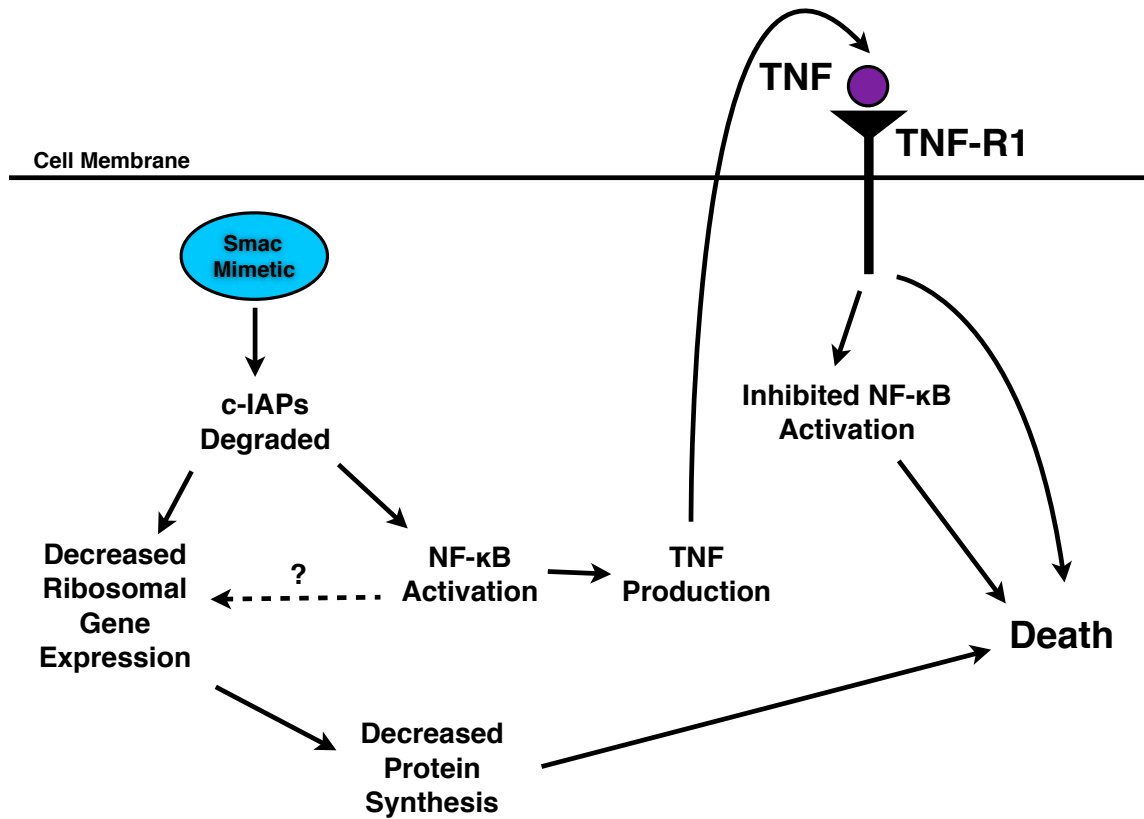 TNF
TNF-R1
Cell Membrane
Smac
Mimetic
c-IAPs
Degraded
Inhibited NF-κB
Activation
Decreased
Ribosomal
Gene
Expression
?
NF-κB
Activation
TNF
Production
Death
Decreased
Protein
Synthesis